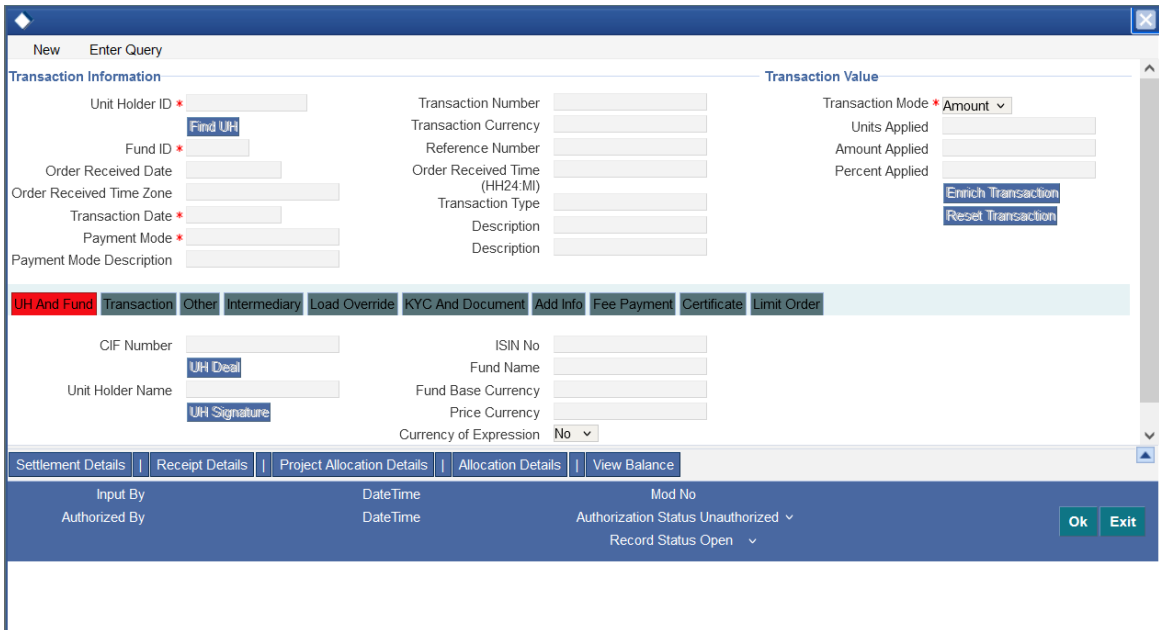 New Enter Query
Transaction Information
Unit Holder ID *
Find UH
Fund ID *
Order Received Date
Order Received Time Zone
Transaction Date *
Payment Mode *
Payment Mode Description
Transaction Number
Transaction Currency
Reference Number
Order Received Time
(HH24:MI)
Transaction Type
Description
Description
Transaction Value
Transaction Mode * Amount
Units Applied
Amount Applied
Percent Applied
Enrich Transaction
Reset Transaction
UH And Fund Transaction Other Intermediary Load Override KYC And Document Add Info Fee Payment Certificate Limit Order
CIF Number
UH Deal
Unit Holder Name
UH Signature
ISIN No
Fund Name
Fund Base Currency
Price Currency
Currency of Expression No
Settlement Details | Receipt Details | Project Allocation Details | Allocation Details | View Balance
Input By DateTime Mod No
Authorized By DateTime Authorization Status Unauthorized
Record Status Open
Ok Exit